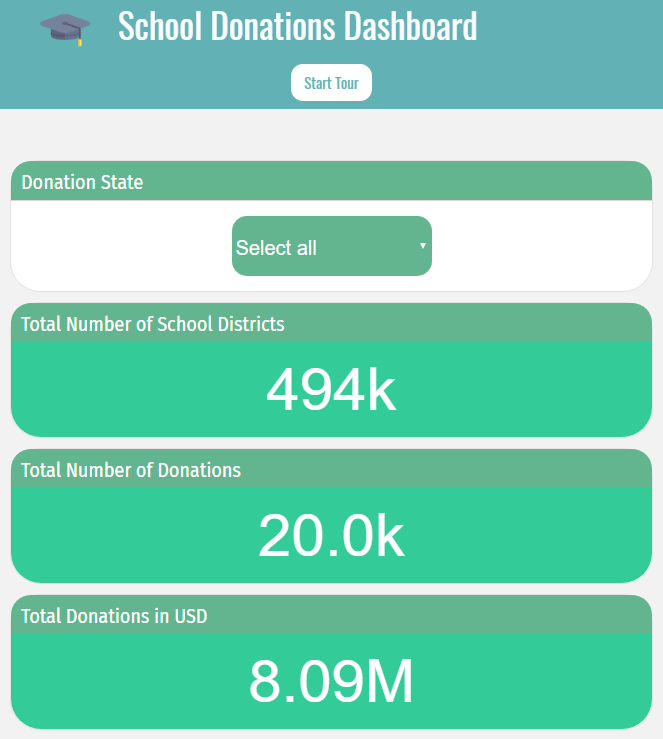 School Donations Dashboard
Start Tour
Donation State
Select all
Total Number of School Districts
494k
Total Number of Donations
20.0k
Total Donations in USD
8.09M